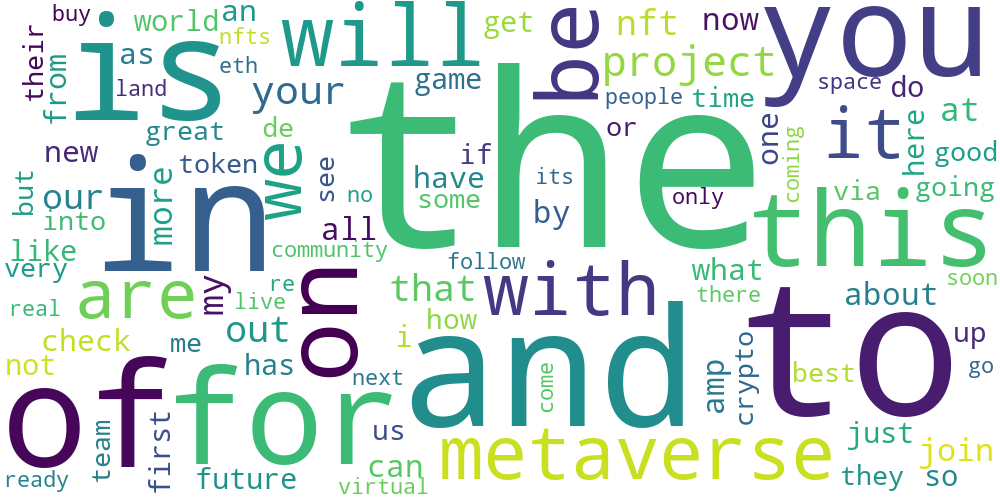 buy
their
is
world
an
nfts
as
eth
from
land
great
will
your
de
get
game
be
nft
now
project
people
time
or
you
space
do
it
one
at
here
good
coming
new
token
we
see
if
have
some
no
its
by
the
only
this
via
going
but
our
into
more
in
all
community
like
very
real
are
my
re
live
on
that
how
i
follow
with
what
there
about
soon
up
go
check
not
out
me
has
next
and
come
amp
crypto
to
best
of
for
first
team
ready
future
us
can
virtual
metaverse
just
join
they
so